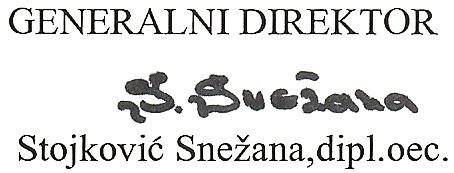 GENERALNI DIREKTOR
S. Snežana
Stojković Snežana,dipl.oec.